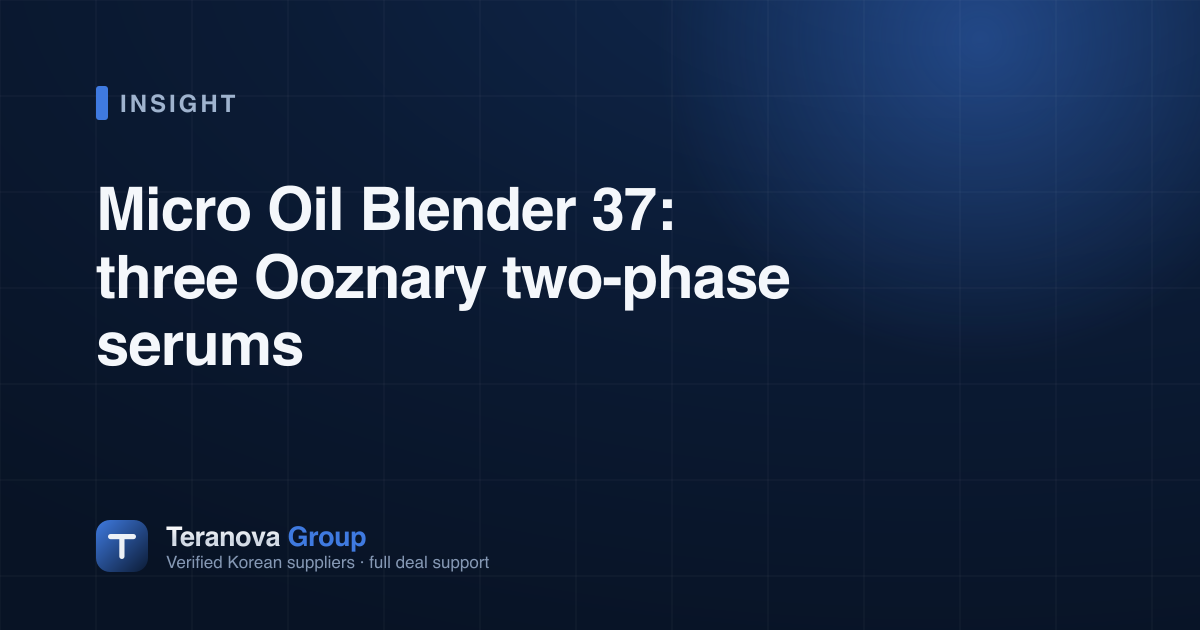 INSIGHT
Micro Oil Blender 37:
three Ooznary two-phase
serums
T
Teranova Group
Verified Korean suppliers · full deal support